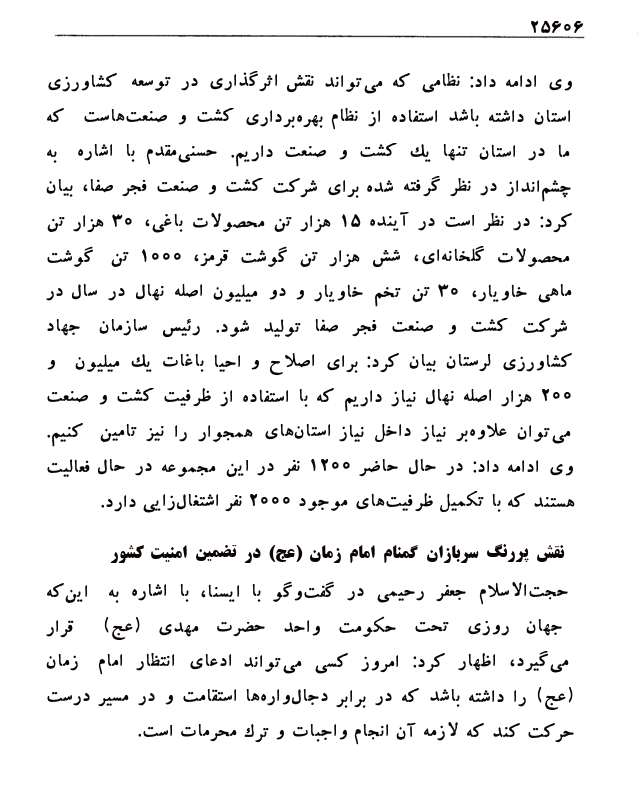 ۲۵۶۰۶
وی ادامه داد: نظامی که می‌تواند نقش اثرگذاری در توسعه کشاورزی
استان داشته باشد استفاده از نظام بهره‌برداری کشت و صنعت‌هاست که
ما در استان تنها یك کشت و صنعت داریم. حسنی‌مقدم با اشاره به
چشم‌انداز در نظر گرفته شده برای شرکت کشت و صنعت فجر صفا، بیان
کرد: در نظر است در آینده ۱۵ هزار تن محصولات باغی، ۳۰ هزار تن
محصولات گلخانه‌ای، شش هزار تن گوشت قرمز، ۱۰۰۰ تن گوشت
ماهی خاویار، ۳۰ تن تخم خاویار و دو میلیون اصله نهال در سال در
شرکت کشت و صنعت فجر صفا تولید شود. رئیس سازمان جهاد
کشاورزی لرستان بیان کرد: برای اصلاح و احیا باغات یك میلیون و
۲۰۰ هزار اصله نهال نیاز داریم که با استفاده از ظرفیت کشت و صنعت
می‌توان علاوه‌بر نیاز داخل نیاز استان‌های همجوار را نیز تامین کنیم.
وی ادامه داد: در حال حاضر ۱۲۰۰ نفر در این مجموعه در حال فعالیت
هستند که با تکمیل ظرفیت‌های موجود ۲۰۰۰ نفر اشتغال‌زایی دارد.
نقش پررنگ سربازان گمنام امام زمان (عج) در تضمین امنیت کشور
حجت‌الاسلام جعفر رحیمی در گفت‌وگو با ایسنا، با اشاره به این‌که
جهان روزی تحت حکومت واحد حضرت مهدی (عج) قرار
می‌گیرد، اظهار کرد: امروز کسی می‌تواند ادعای انتظار امام زمان
(عج) را داشته باشد که در برابر دجال‌واره‌ها استقامت و در مسیر درست
حرکت کند که لازمه آن انجام واجبات و ترك محرمات است.